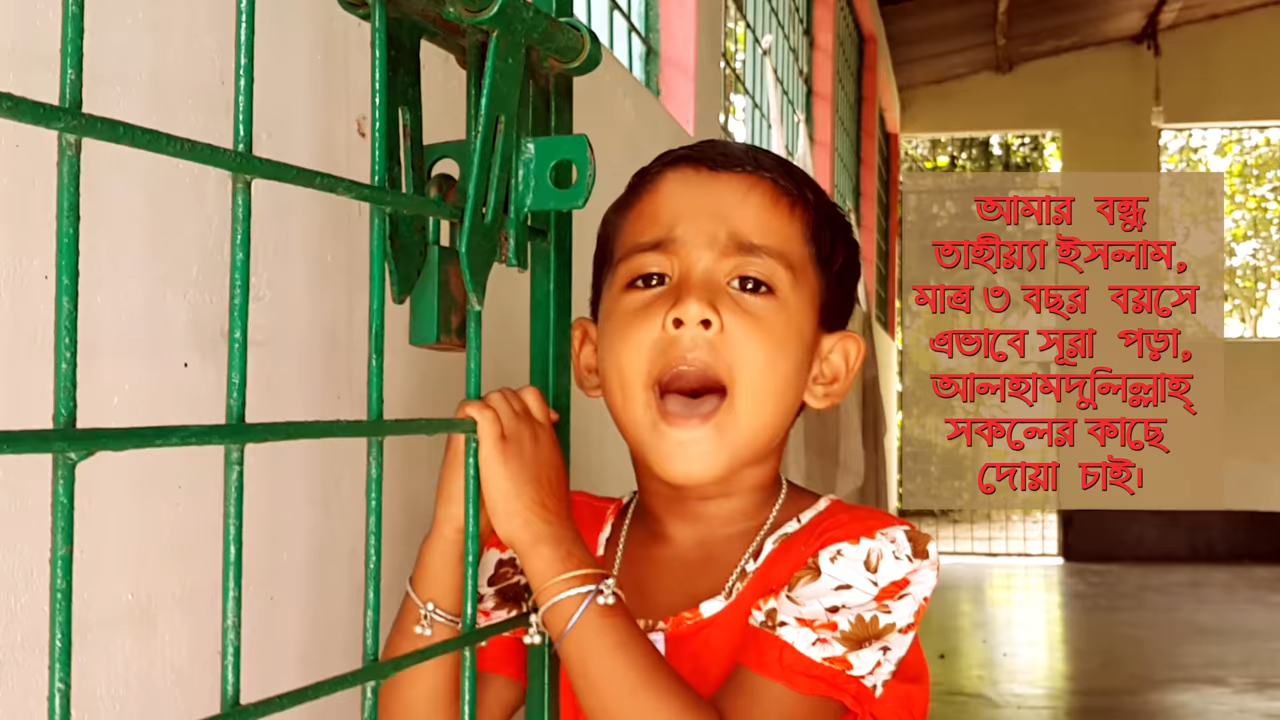 আমার বন্ধু
তাহীয়্যা ইসলাম,
মাত্র ৩ বছর বয়সে
এভাবে সূরা পড়া,
আলহামদুলিল্লাহ্
সকলের কাছে
দোয়া চাই।